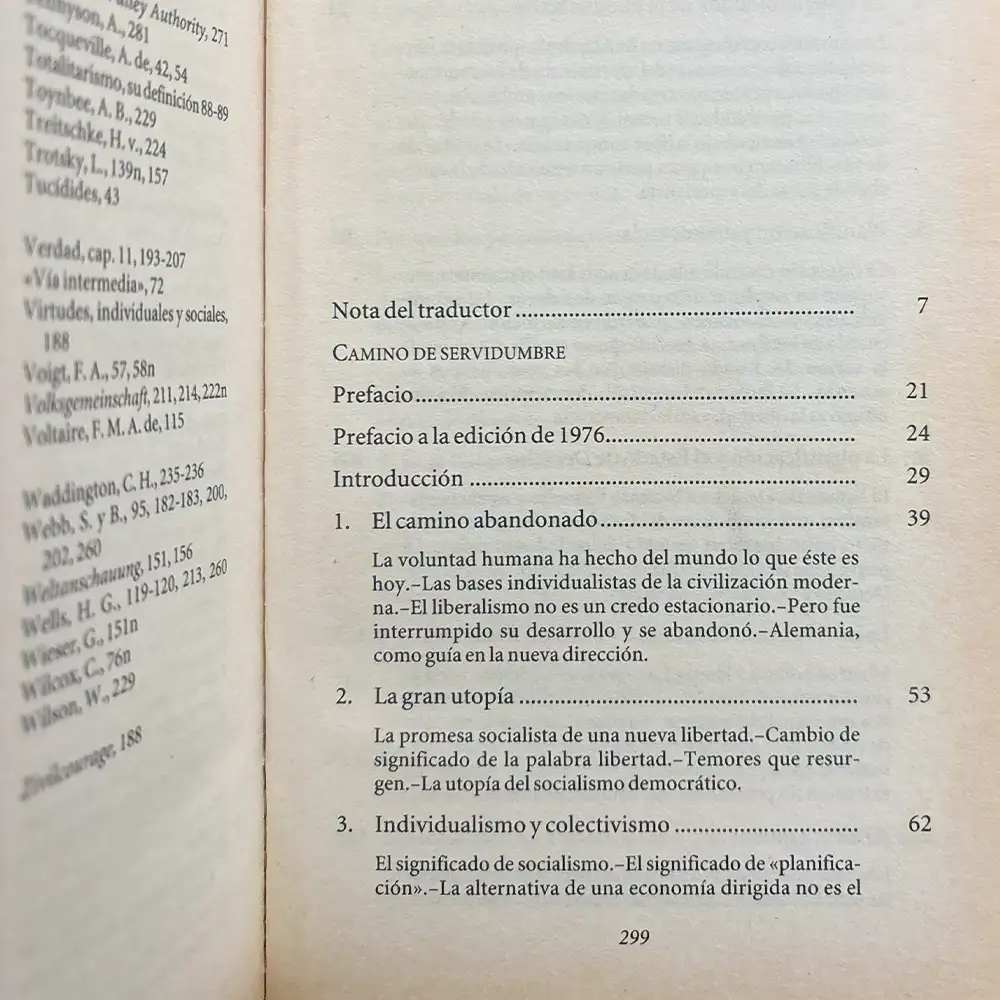 Valley Authority, 271
Tennyson, A., 281
Tocqueville, A. de, 42, 54
Totalitarismo, su definición 88-89
Toynbee, A. B., 229
Treitschke, H. v., 224
Trotsky, L., 139n, 157
Tucídides, 43
Verdad, cap. 11, 193-207
«Vía intermedia», 72
Virtudes, individuales y sociales,
188
Voigt, F. A., 57, 58n
Volksgemeinschaft, 211, 214, 222n
Voltaire, F. M. A. de, 115
Waddington, C. H., 235-236
Webb, S. y B., 95, 182-183, 200,
202, 260
Weltanschauung, 151, 156
Wells, H. G., 119-120, 213, 260
Wieser, G., 151n
Wilcox, C., 76n
Wilson, W., 229
Zivilcourage, 188
Nota del traductor ........................................................ 7
CAMINO DE SERVIDUMBRE
Prefacio........................................................................ 21
Prefacio a la edición de 1976......................................... 24
Introducción ................................................................ 29
1. El camino abandonado.......................................... 39
La voluntad humana ha hecho del mundo lo que éste es
hoy.–Las bases individualistas de la civilización moder-
na.–El liberalismo no es un credo estacionario.–Pero fue
interrumpido su desarrollo y se abandonó.–Alemania,
como guía en la nueva dirección.
2. La gran utopía ....................................................... 53
La promesa socialista de una nueva libertad.–Cambio de
significado de la palabra libertad.–Temores que resur-
gen.–La utopía del socialismo democrático.
3. Individualismo y colectivismo .............................. 62
El significado de socialismo.–El significado de «planifica-
ción».–La alternativa de una economía dirigida no es el
299